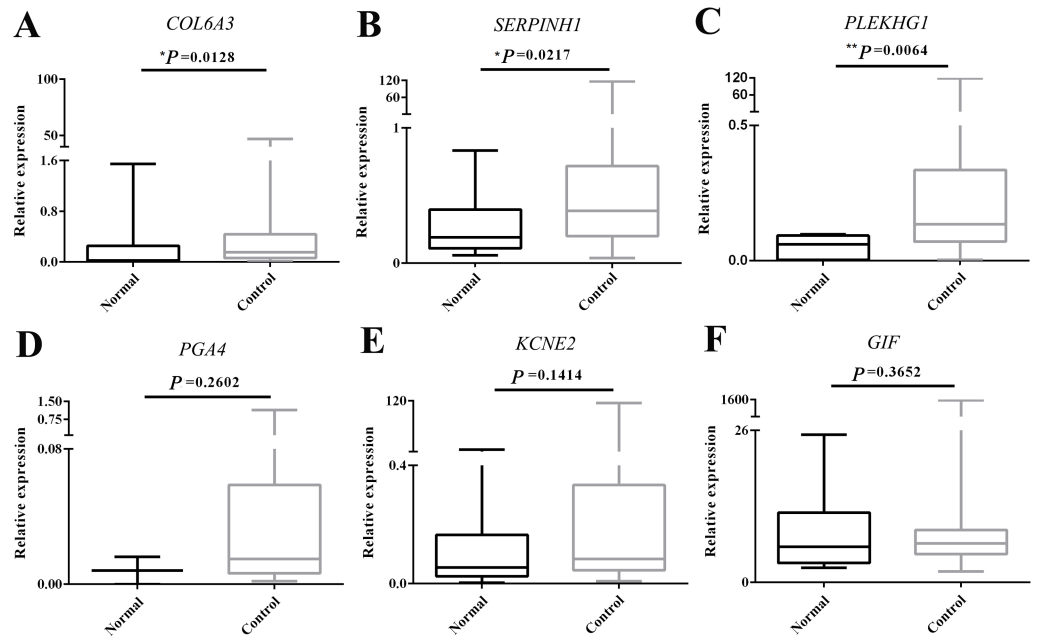 A
COL6A3
*P=0.0128
Relative expression
100
50
1.6
0.8
0.0
Normal
Control
B
SERPINH1
*P=0.0217
Relative expression
120
60
1
0
Normal
Control
C
PLEKHG1
**P=0.0064
Relative expression
120
60
0.5
0.0
Normal
Control
D
PGA4
P=0.2602
Relative expression
1.50
0.75
0.08
0.00
Normal
Control
E
KCNE2
P=0.1414
Relative expression
120
0.4
0.0
Normal
Control
F
GIF
P=0.3652
Relative expression
1600
26
0
Normal
Control